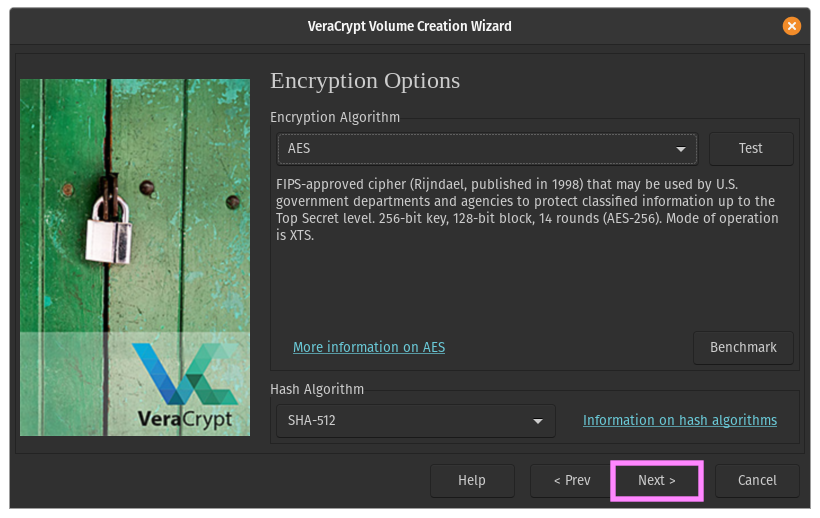 VeraCrypt Volume Creation Wizard
Encryption Options
Encryption Algorithm
AES
Test
FIPS-approved cipher (Rijndael, published in 1998) that may be used by U.S.
government departments and agencies to protect classified information up to the
Top Secret level. 256-bit key, 128-bit block, 14 rounds (AES-256). Mode of operation
is XTS.
More information on AES
Benchmark
VeraCrypt
Hash Algorithm
SHA-512
Information on hash algorithms
Help
< Prev
Next >
Cancel